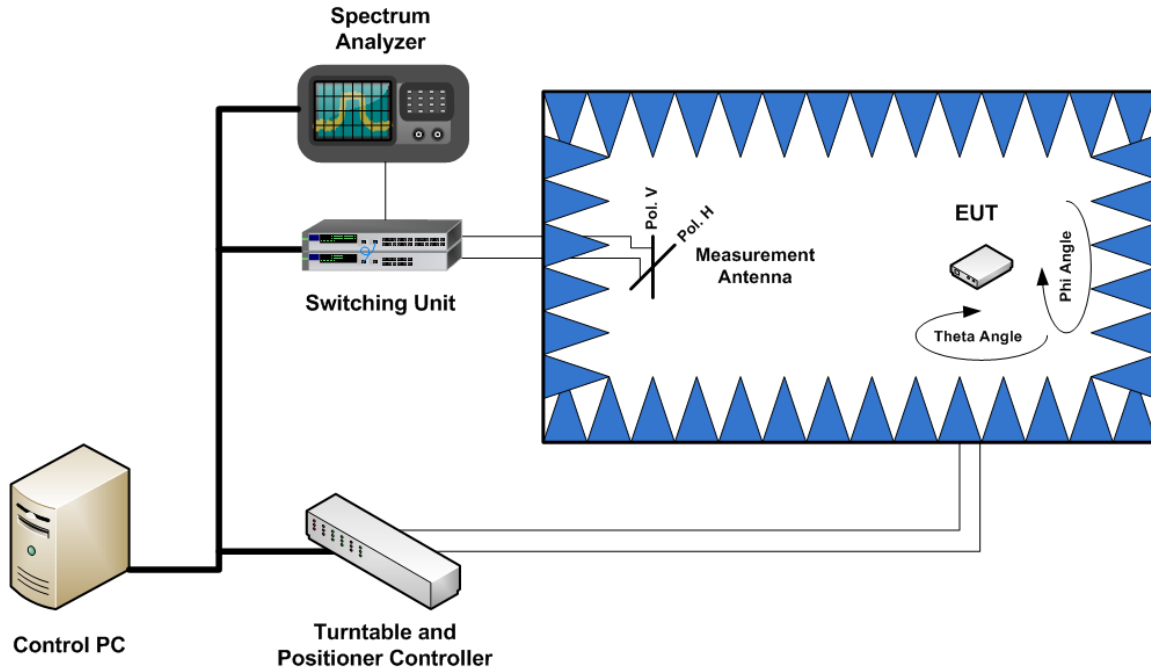 Spectrum
Analyzer
Switching Unit
Pol. V
Pol. H
Measurement
Antenna
EUT
Phi Angle
Theta Angle
Control PC
Turntable and
Positioner Controller